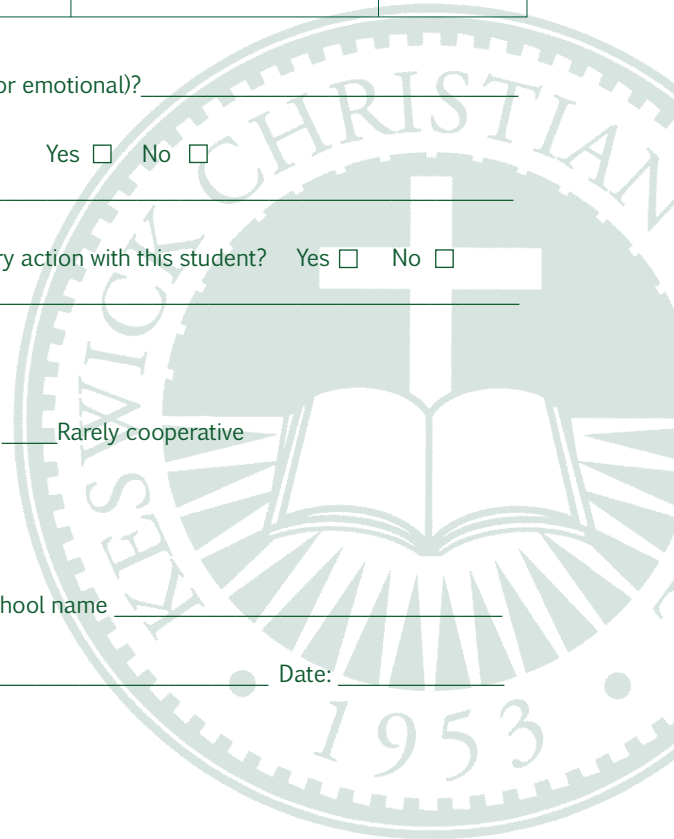 or emotional)?
Yes ☐ No ☐
ry action with this student? Yes ☐ No ☐
Rarely cooperative
hool name
Date:
KESWICK CHRISTIAN
1953